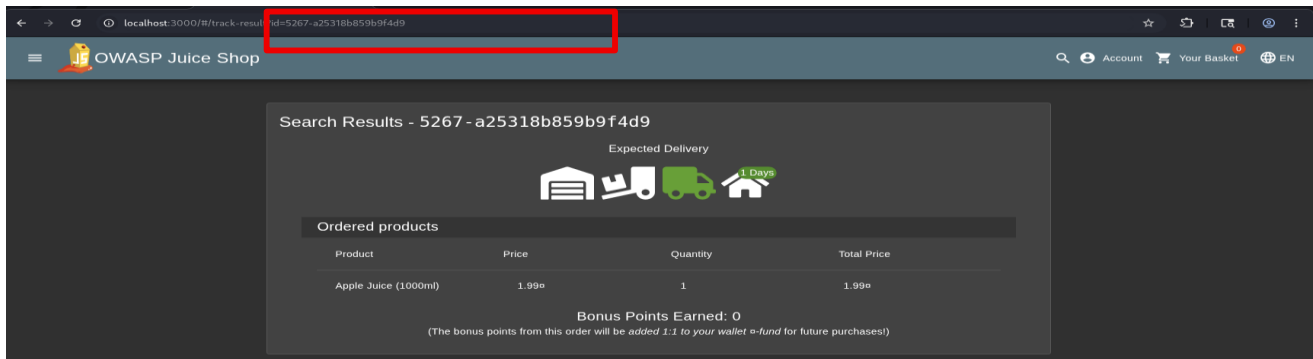 localhost:3000/#/track-result?id=5267-a25318b859b9f4d9
OWASP Juice Shop
Account
Your Basket
0
EN
Search Results - 5267-a25318b859b9f4d9
Expected Delivery
1 Days
Ordered products
Product Price Quantity Total Price
Apple Juice (1000ml) 1.99¤ 1 1.99¤
Bonus Points Earned: 0
(The bonus points from this order will be added 1:1 to your wallet ¤-fund for future purchases!)